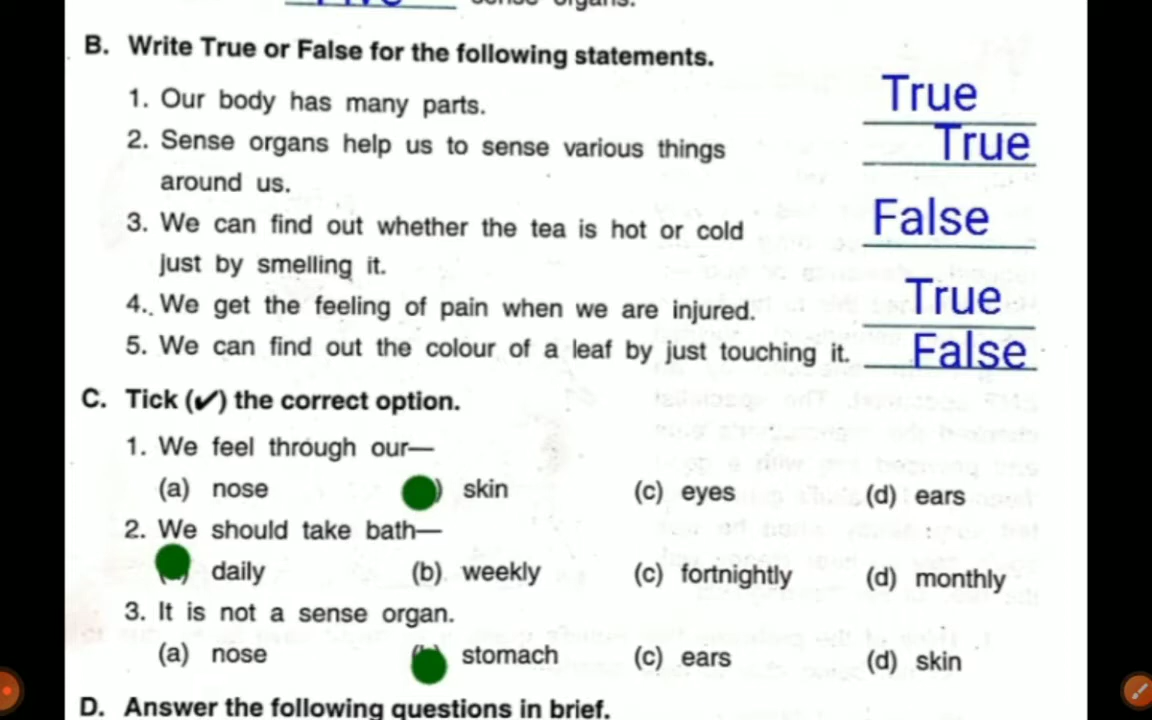 Five sense organs.
B. Write True or False for the following statements.
1. Our body has many parts. True
2. Sense organs help us to sense various things True
around us.
3. We can find out whether the tea is hot or cold False
just by smelling it.
4. We get the feeling of pain when we are injured. True
5. We can find out the colour of a leaf by just touching it. False
C. Tick (✔) the correct option.
1. We feel through our—
(a) nose ) skin (c) eyes (d) ears
2. We should take bath—
daily (b) weekly (c) fortnightly (d) monthly
3. It is not a sense organ.
(a) nose stomach (c) ears (d) skin
D. Answer the following questions in brief.